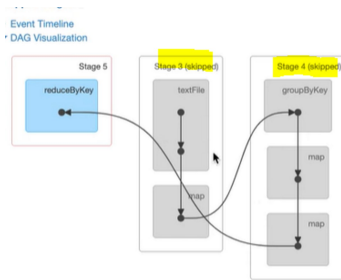 Event Timeline
DAG Visualization
Stage 5
Stage 3 (skipped)
Stage 4 (skipped)
reduceByKey
textFile
groupByKey
map
map
map